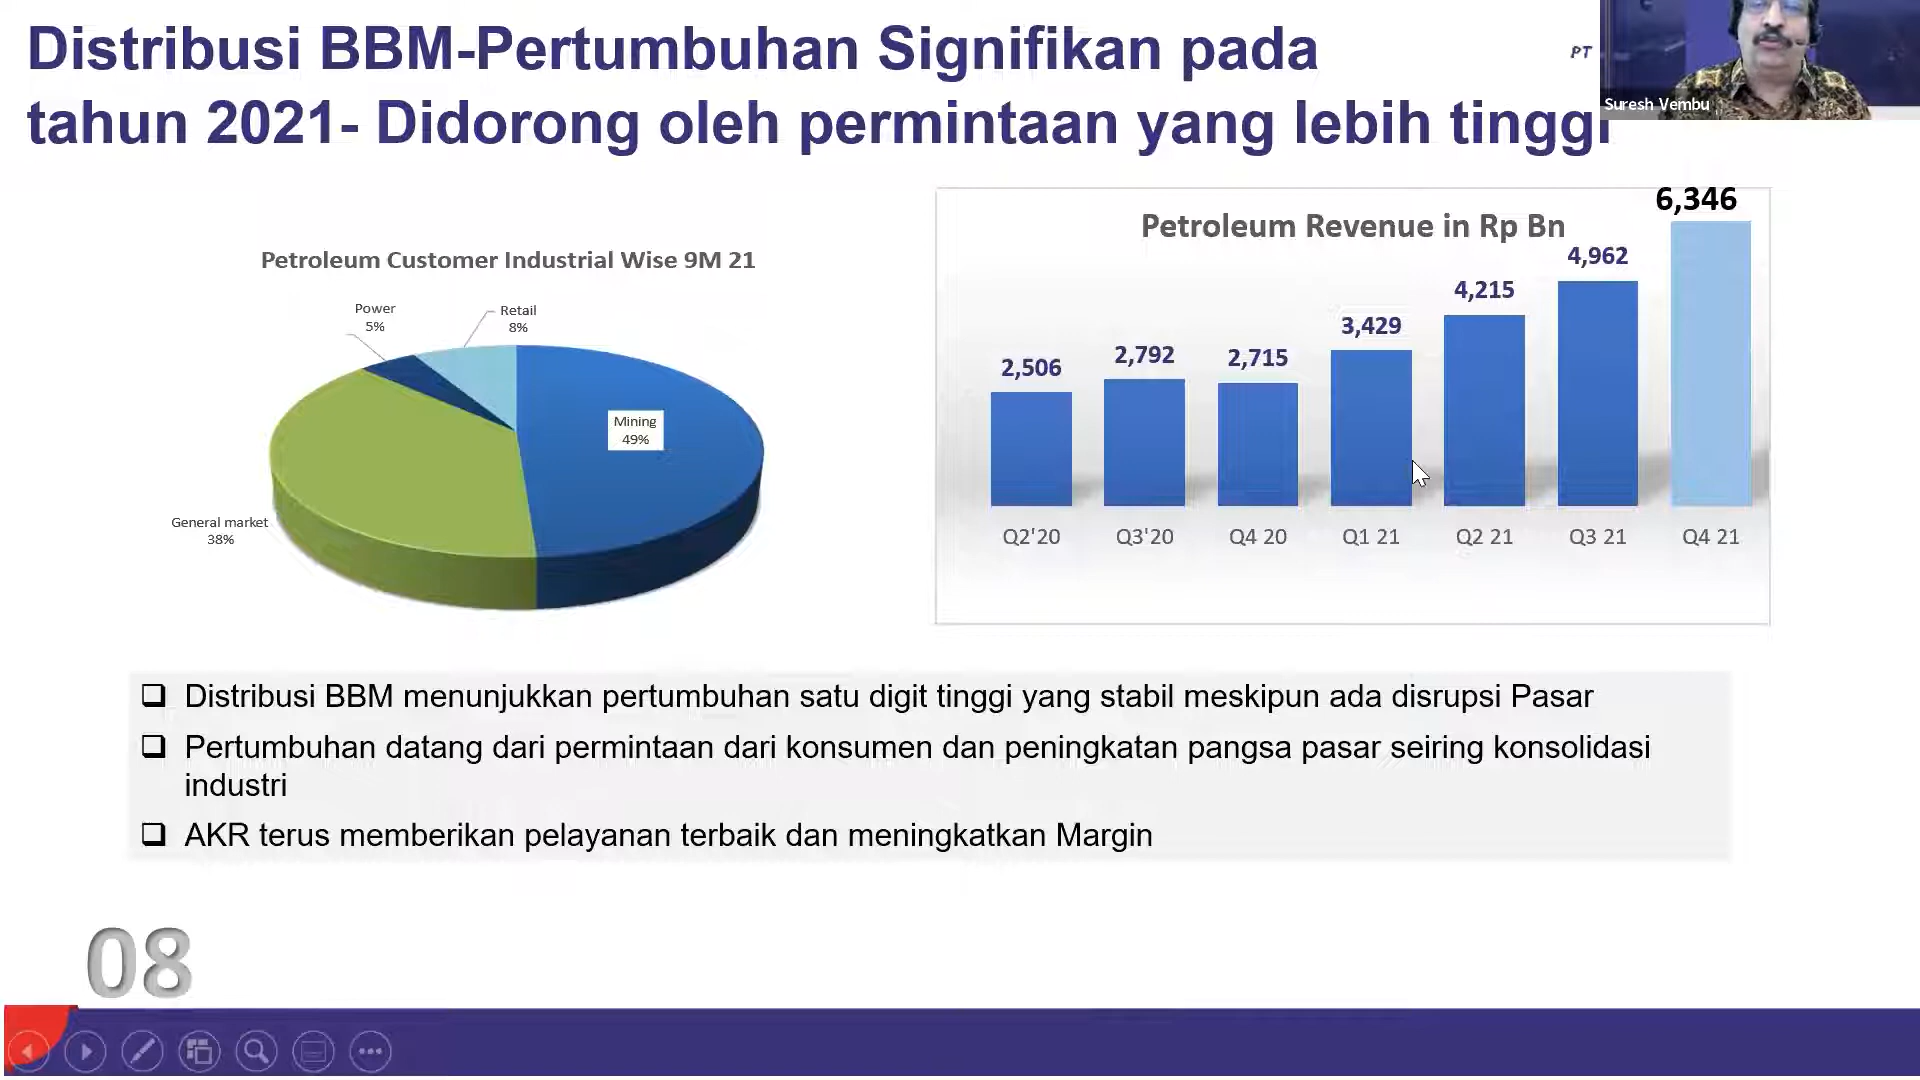 Distribusi BBM-Pertumbuhan Signifikan pada
tahun 2021- Didorong oleh permintaan yang lebih tinggi
PT
Suresh Vembu
Petroleum Customer Industrial Wise 9M 21
Power
5%
Retail
8%
Mining
49%
General market
38%
Petroleum Revenue in Rp Bn
2,506
2,792
2,715
3,429
4,215
4,962
6,346
Q2'20
Q3'20
Q4 20
Q1 21
Q2 21
Q3 21
Q4 21
❑ Distribusi BBM menunjukkan pertumbuhan satu digit tinggi yang stabil meskipun ada disrupsi Pasar
❑ Pertumbuhan datang dari permintaan dari konsumen dan peningkatan pangsa pasar seiring konsolidasi
industri
❑ AKR terus memberikan pelayanan terbaik dan meningkatkan Margin
08